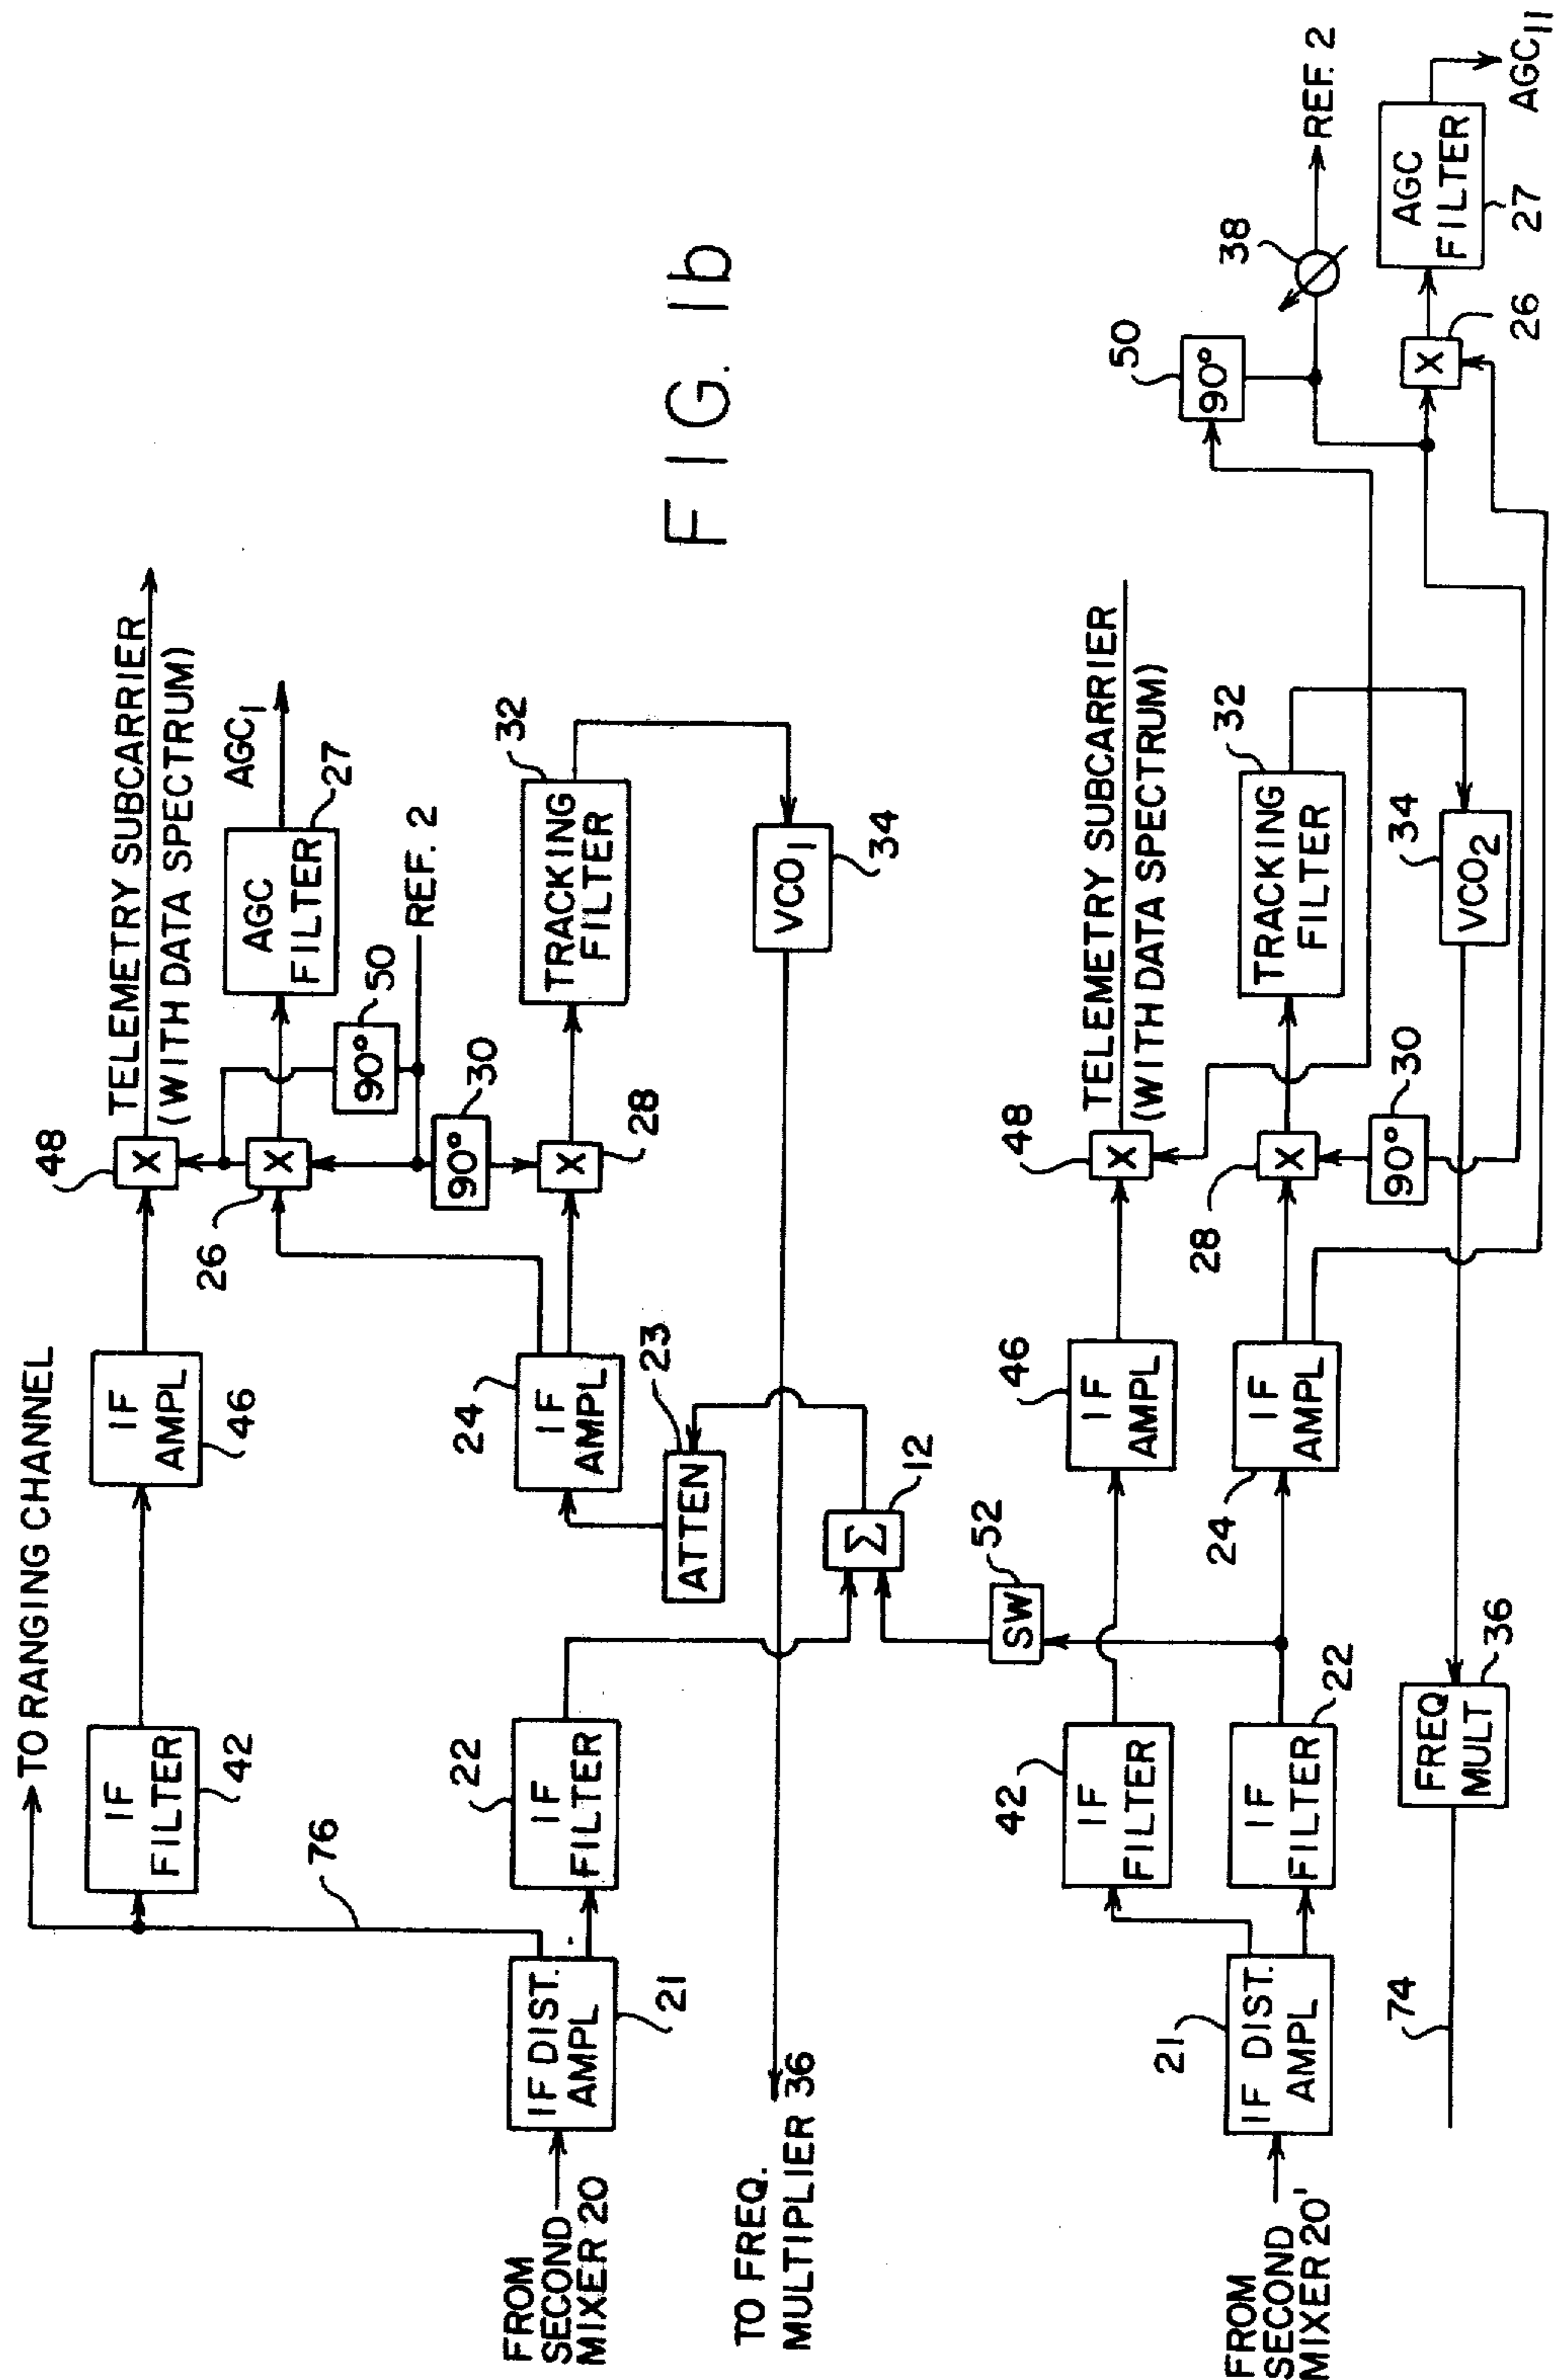 TO RANGING CHANNEL
IF
FILTER
42
IF
AMPL
46
48
X
TELEMETRY SUBCARRIER
(WITH DATA SPECTRUM)
76
26
X
AGC
FILTER
27
AGC I
50
90°
REF. 2
90°
30
FROM
SECOND
MIXER 20
IF DIST.
AMPL
21
22
IF
FILTER
24
IF
AMPL
23
ATTEN
X
28
32
TRACKING
FILTER
VCO1
34
TO FREQ.
MULTIPLIER 36
Σ
12
FIG. 1b
SW
52
42
IF
FILTER
46
IF
AMPL
48
X
TELEMETRY SUBCARRIER
(WITH DATA SPECTRUM)
FROM
SECOND
MIXER 20'
21
IF DIST.
AMPL
IF
FILTER
22
24
IF
AMPL
28
X
90°
30
32
TRACKING
FILTER
34
VCO2
74
FREQ
MULT
36
50
90°
38
REF. 2
X
26
AGC
FILTER
27
AGC II